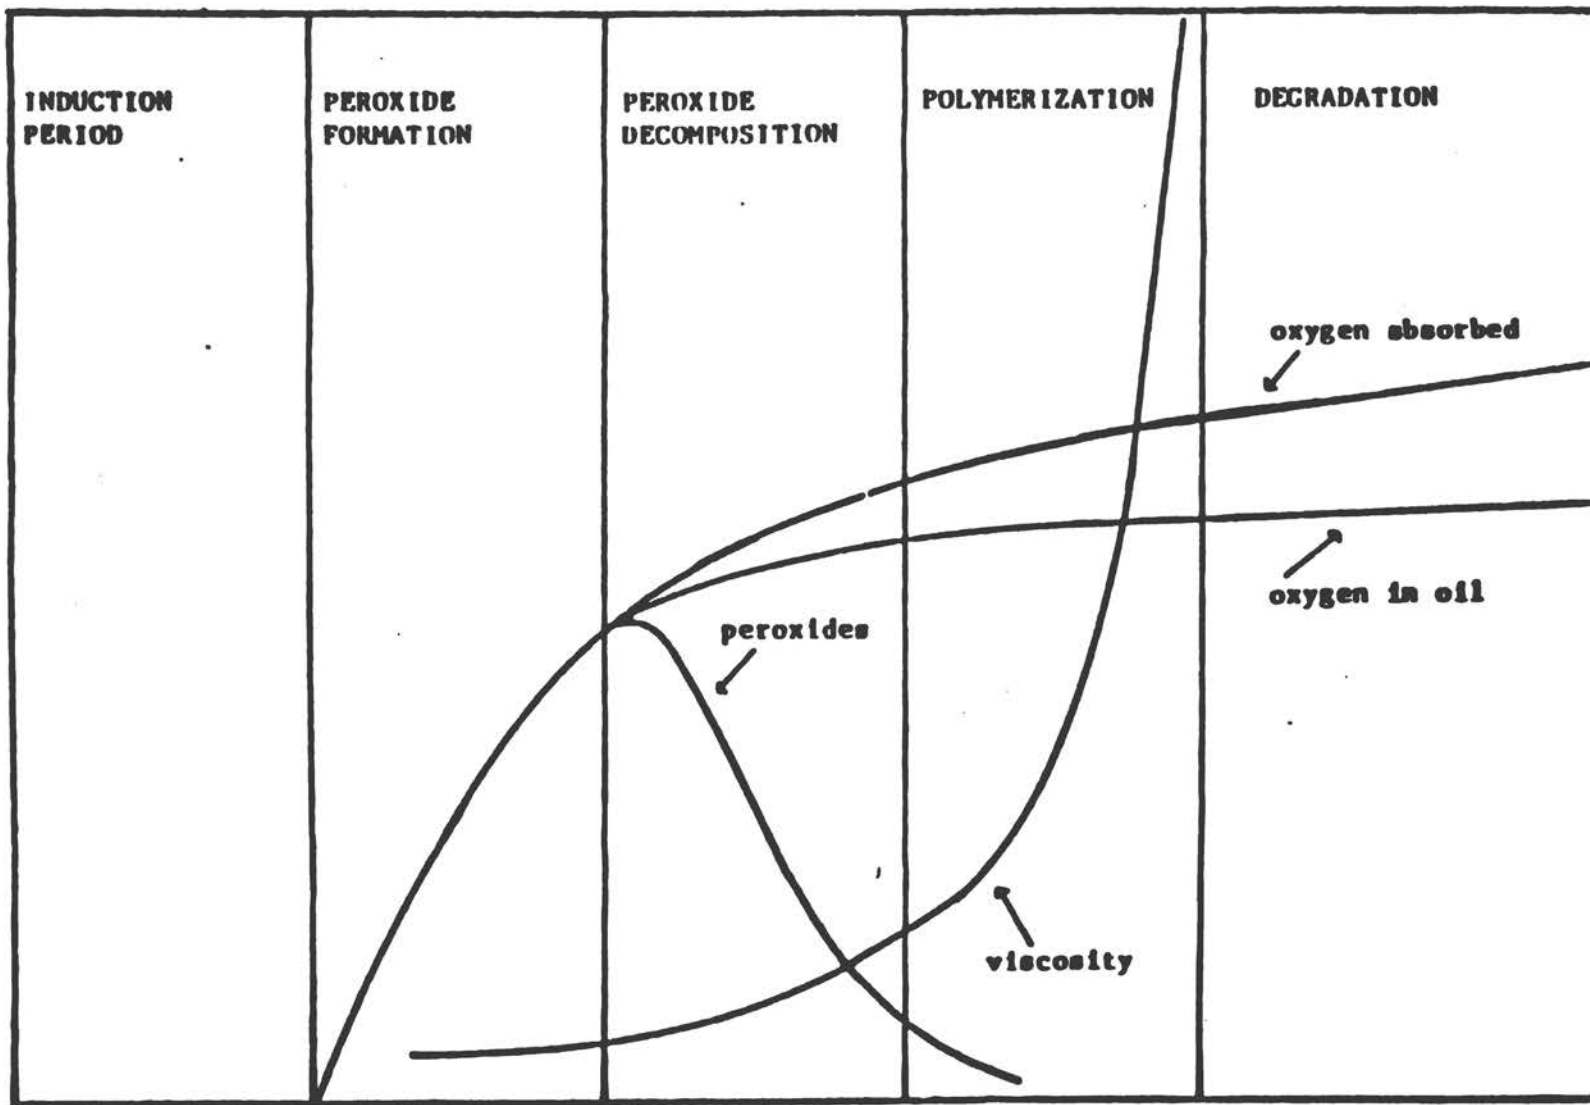 INDUCTION
PERIOD
PEROXIDE
FORMATION
PEROXIDE
DECOMPOSITION
POLYMERIZATION
DEGRADATION
oxygen absorbed
oxygen in oil
peroxides
viscosity